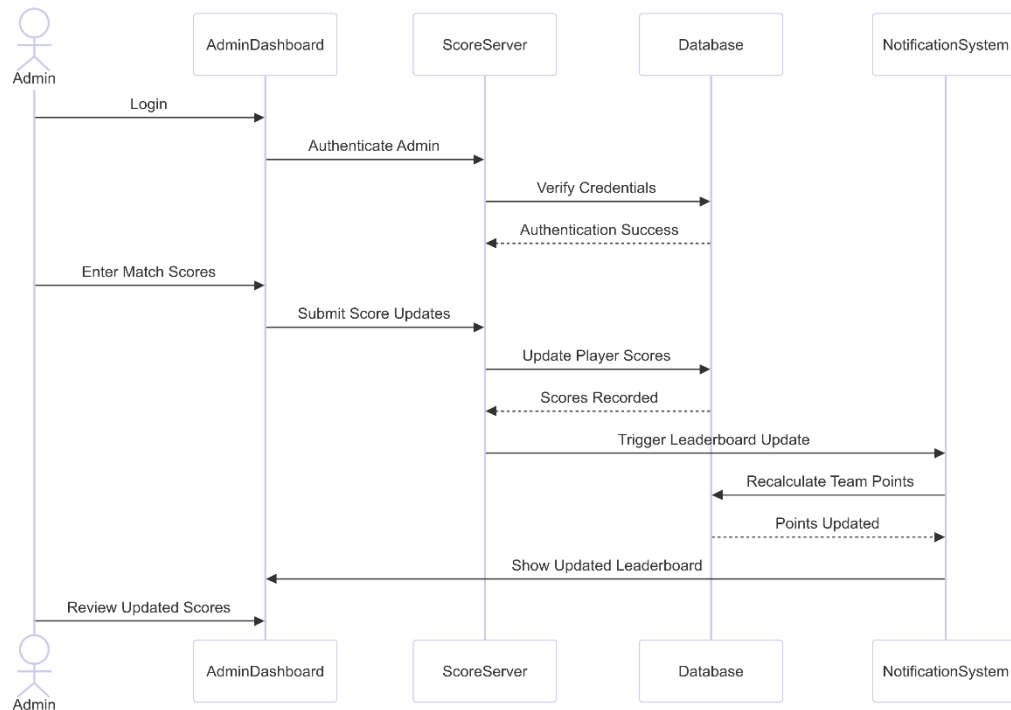 Admin
AdminDashboard
ScoreServer
Database
NotificationSystem
Login
Authenticate Admin
Verify Credentials
Authentication Success
Enter Match Scores
Submit Score Updates
Update Player Scores
Scores Recorded
Trigger Leaderboard Update
Recalculate Team Points
Points Updated
Show Updated Leaderboard
Review Updated Scores
Admin
AdminDashboard
ScoreServer
Database
NotificationSystem